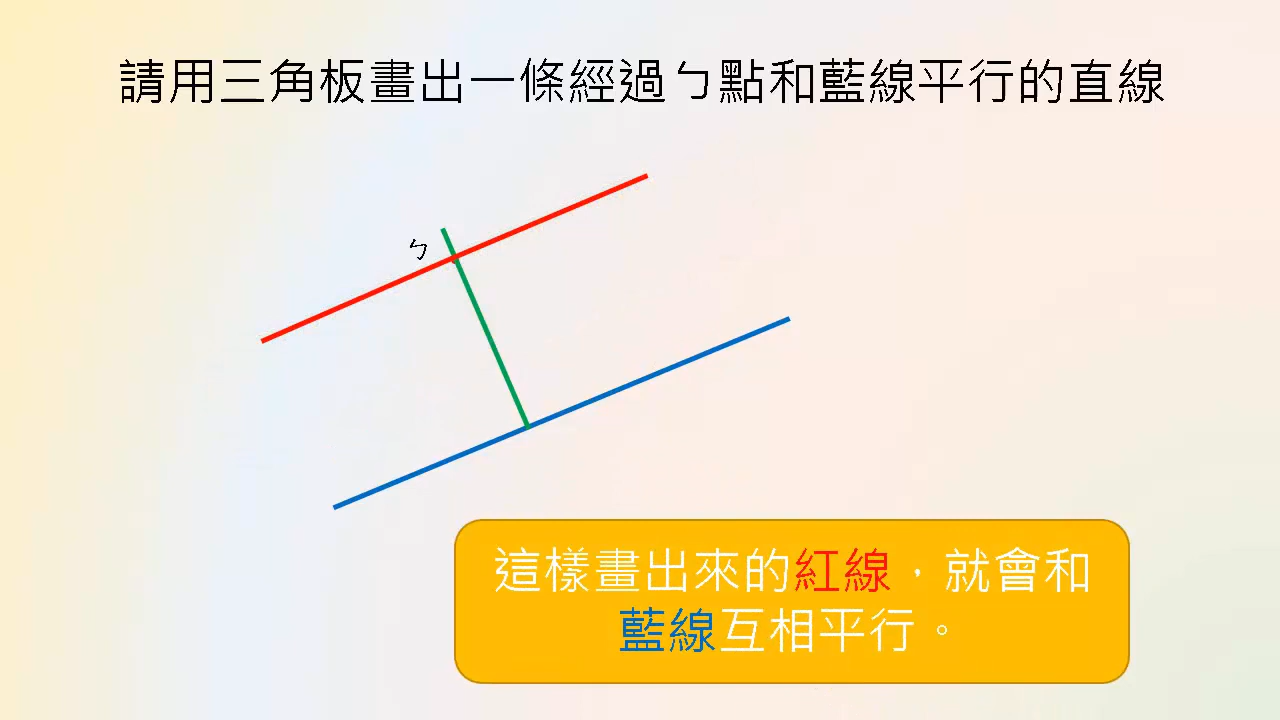 請用三角板畫出一條經過ㄅ點和藍線平行的直線
ㄅ
這樣畫出來的紅線，就會和
藍線互相平行。